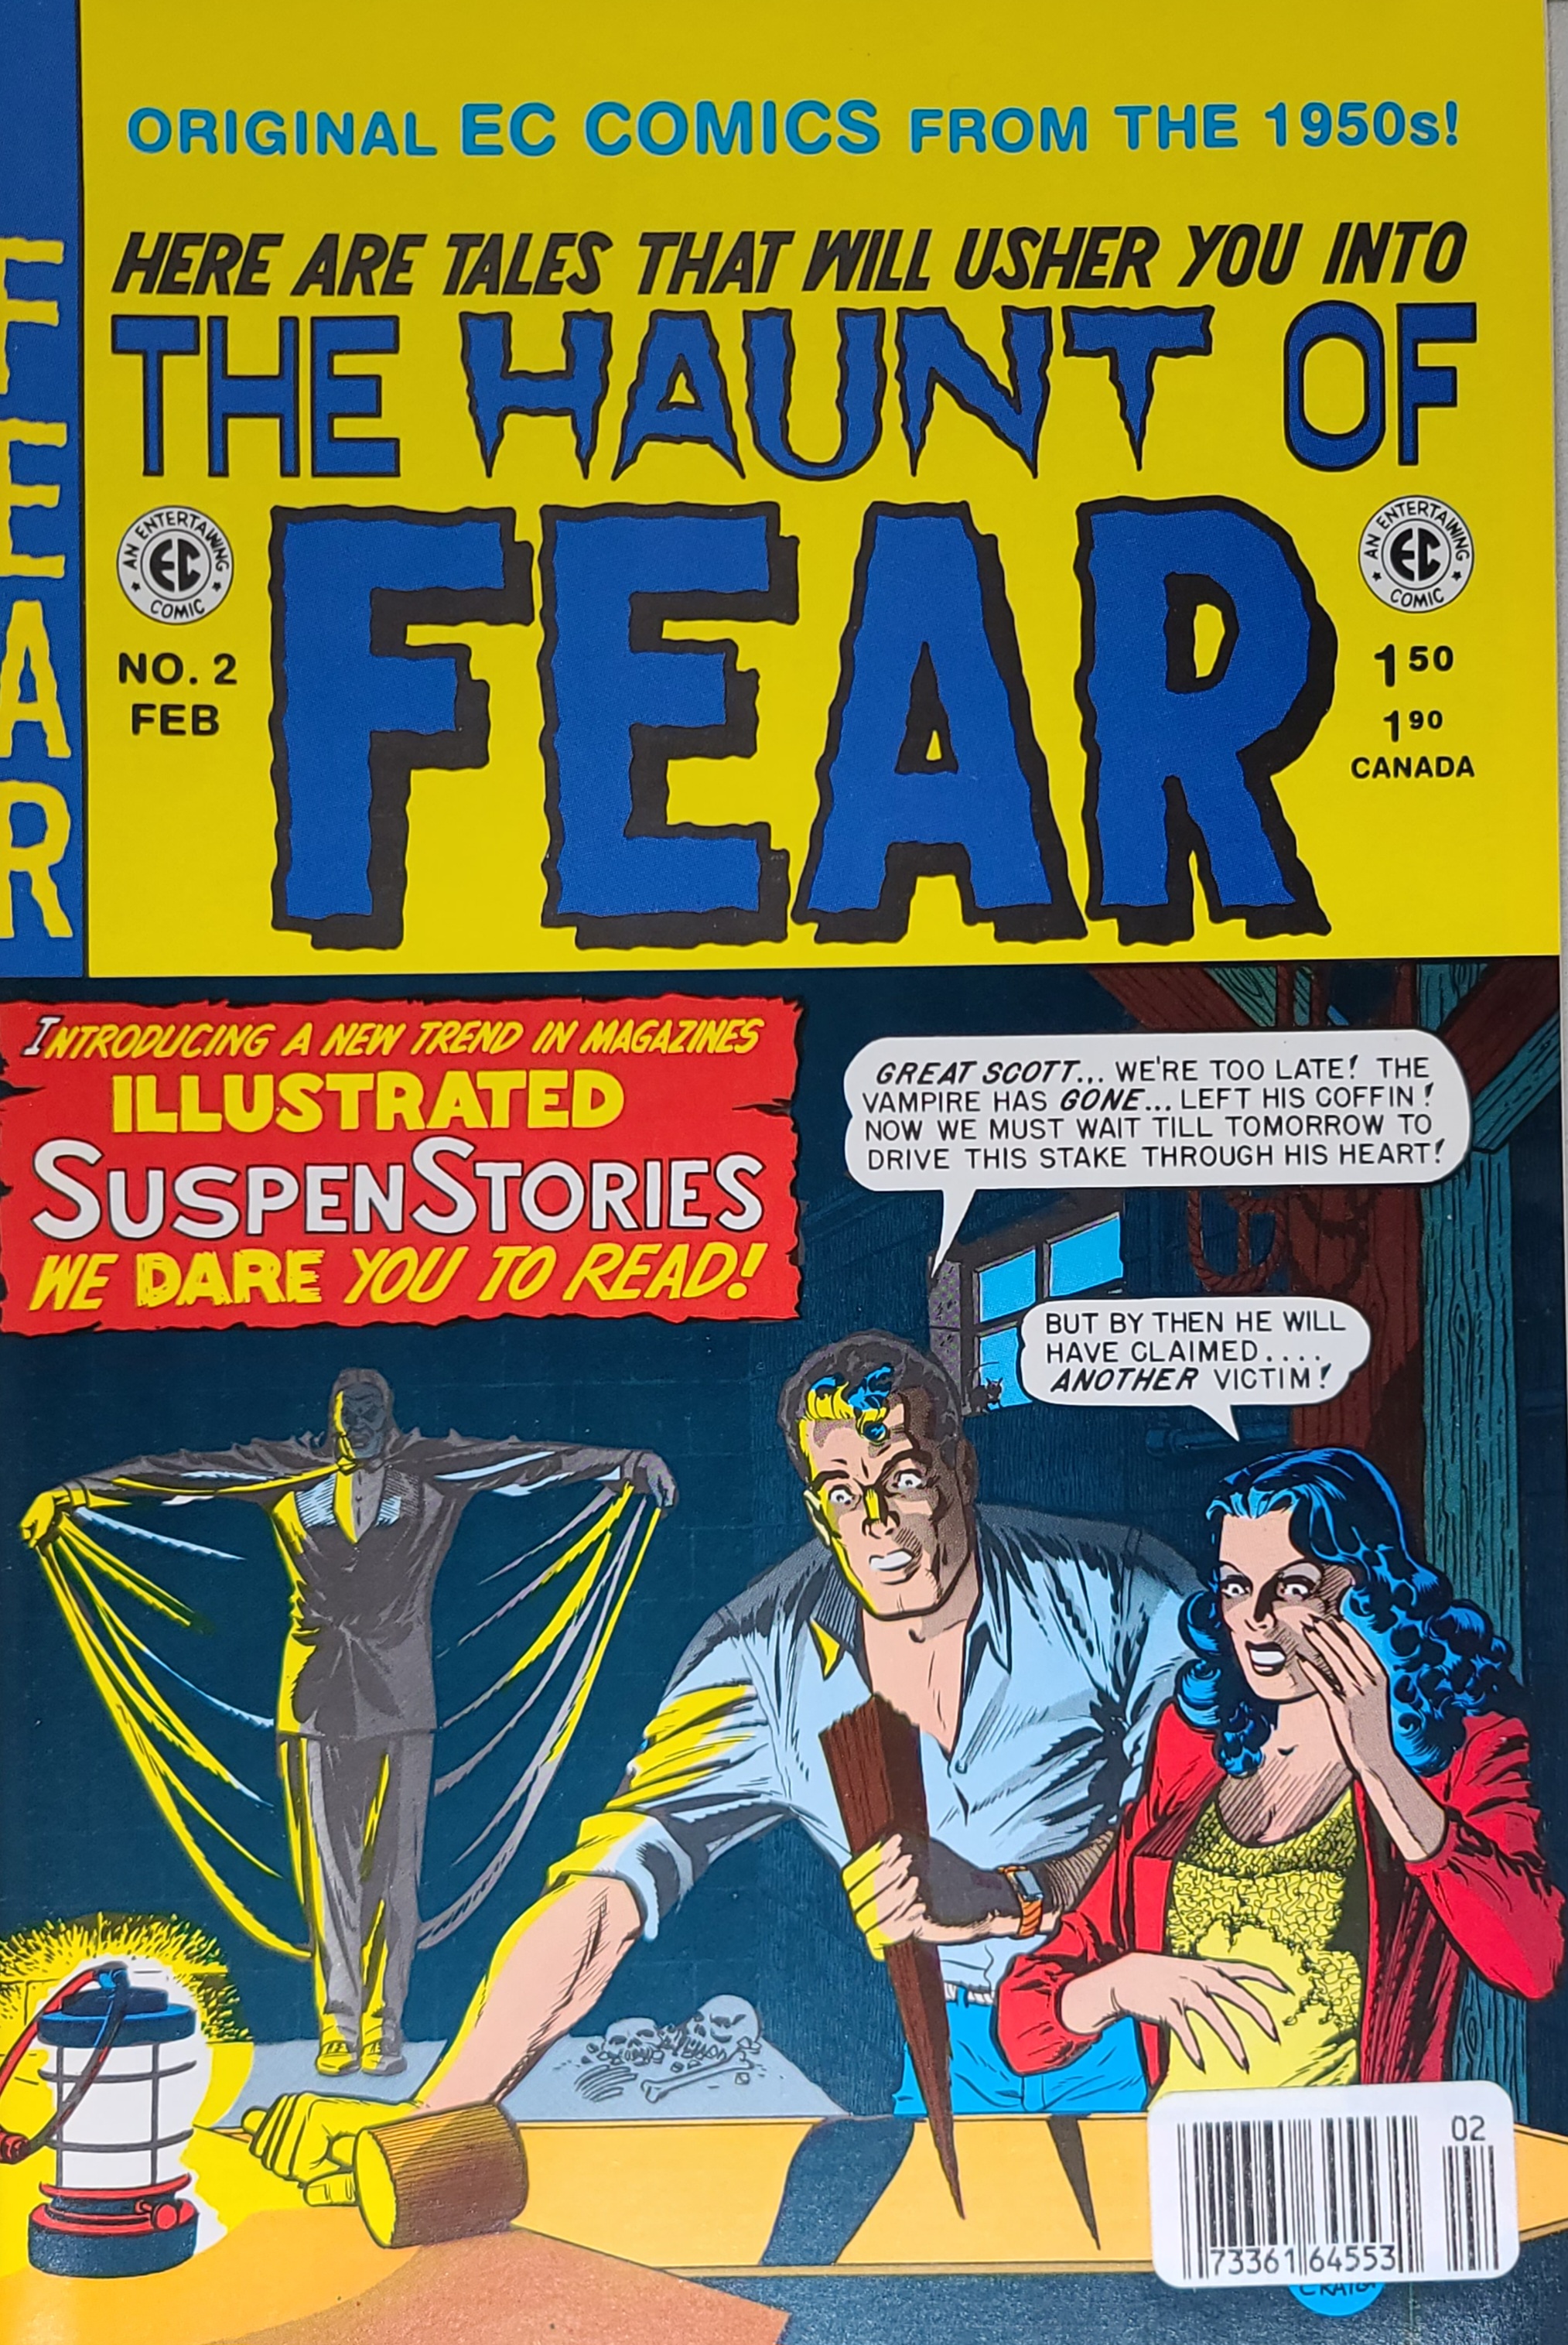 ORIGINAL EC COMICS FROM THE 1950s!
HERE ARE TALES THAT WILL USHER YOU INTO
THE HAUNT OF
FEAR
FEAR
AN ENTERTAINING
EC
COMIC
NO. 2
FEB
AN ENTERTAINING
EC
COMIC
1 50
1 90
CANADA
INTRODUCING A NEW TREND IN MAGAZINES
ILLUSTRATED
SUSPENSTORIES
WE DARE YOU TO READ!
GREAT SCOTT... WE'RE TOO LATE! THE
VAMPIRE HAS GONE... LEFT HIS COFFIN!
NOW WE MUST WAIT TILL TOMORROW TO
DRIVE THIS STAKE THROUGH HIS HEART!
BUT BY THEN HE WILL
HAVE CLAIMED....
ANOTHER VICTIM!
02
73361 64553
CRAIG